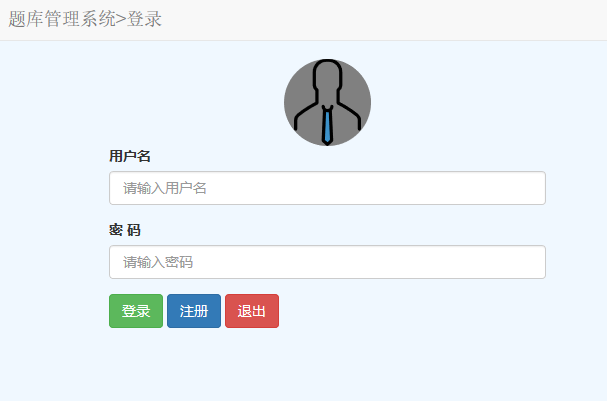 题库管理系统>登录
用户名
请输入用户名
密 码
请输入密码
登录 注册 退出